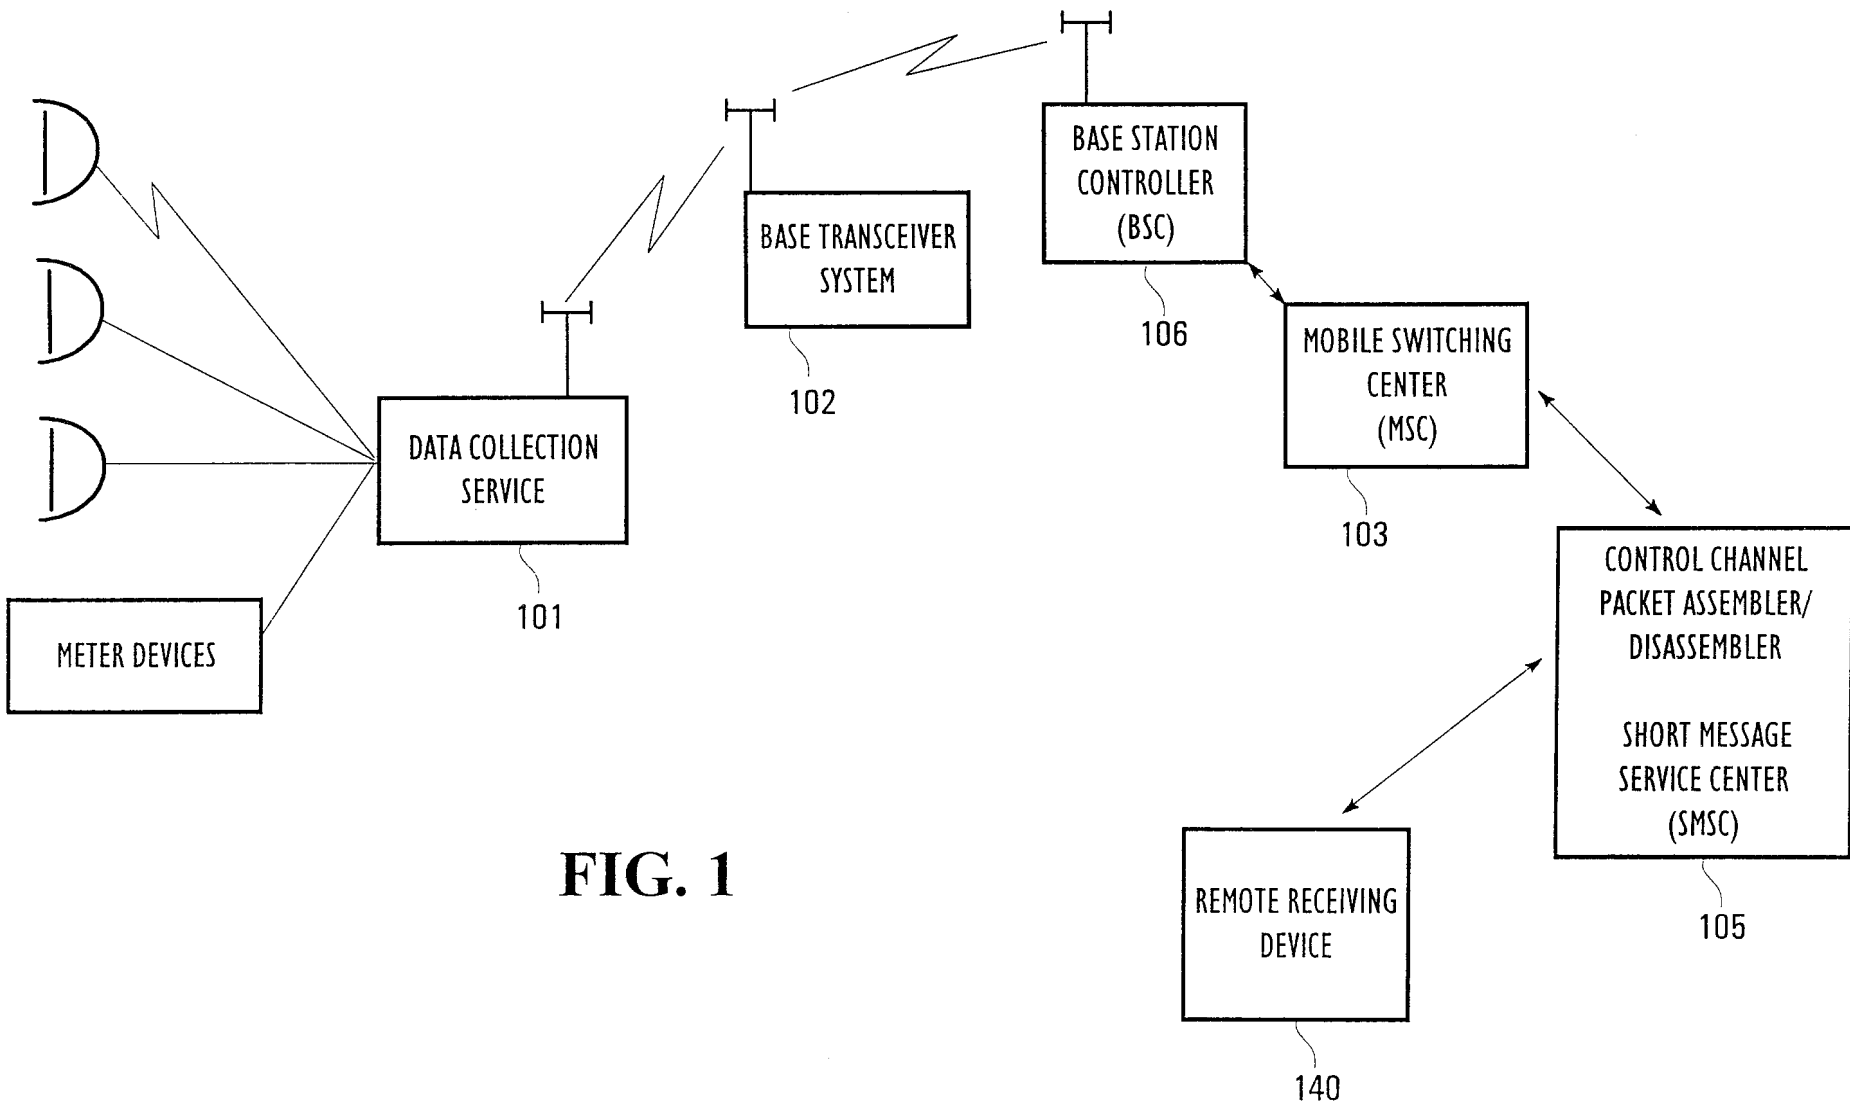 BASE STATION
CONTROLLER
(BSC)
106
BASE TRANSCEIVER
SYSTEM
102
MOBILE SWITCHING
CENTER
(MSC)
103
DATA COLLECTION
SERVICE
101
METER DEVICES
CONTROL CHANNEL
PACKET ASSEMBLER/
DISASSEMBLER
SHORT MESSAGE
SERVICE CENTER
(SMSC)
105
REMOTE RECEIVING
DEVICE
140
FIG. 1